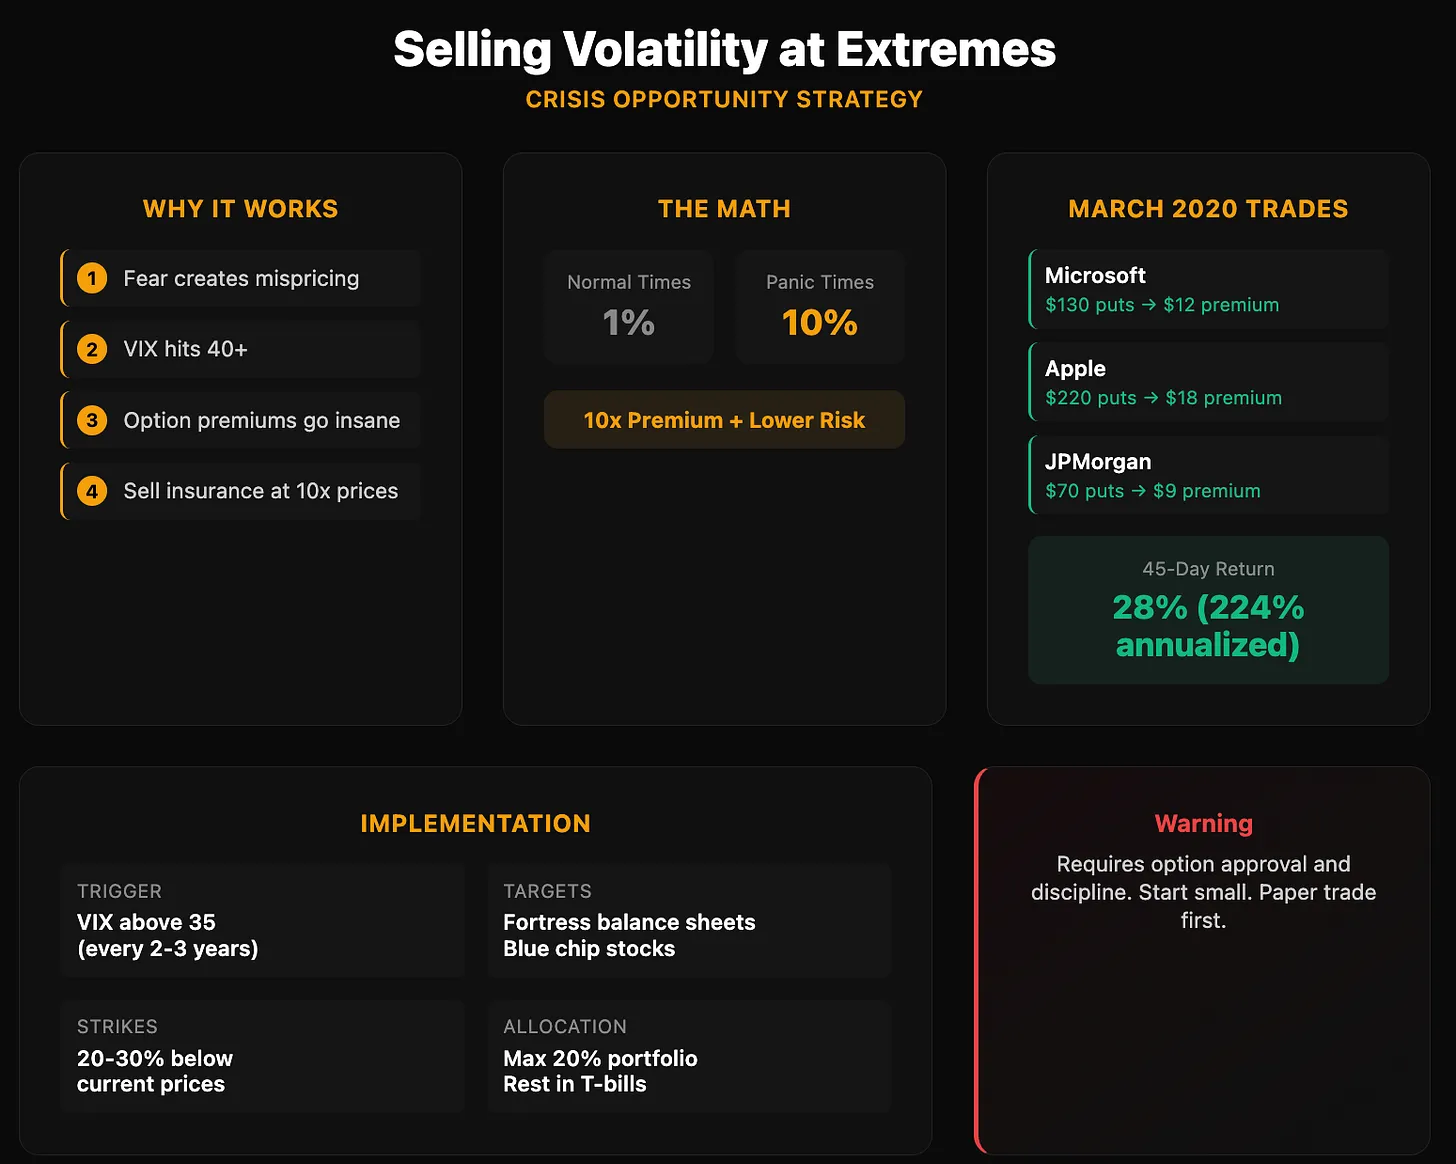 Selling Volatility at Extremes
CRISIS OPPORTUNITY STRATEGY
WHY IT WORKS
1 Fear creates mispricing
2 VIX hits 40+
3 Option premiums go insane
4 Sell insurance at 10x prices
THE MATH
Normal Times
1%
Panic Times
10%
10x Premium + Lower Risk
MARCH 2020 TRADES
Microsoft
$130 puts → $12 premium
Apple
$220 puts → $18 premium
JPMorgan
$70 puts → $9 premium
45-Day Return
28% (224%
annualized)
IMPLEMENTATION
TRIGGER
VIX above 35
(every 2-3 years)
TARGETS
Fortress balance sheets
Blue chip stocks
STRIKES
20-30% below
current prices
ALLOCATION
Max 20% portfolio
Rest in T-bills
Warning
Requires option approval and
discipline. Start small. Paper trade
first.